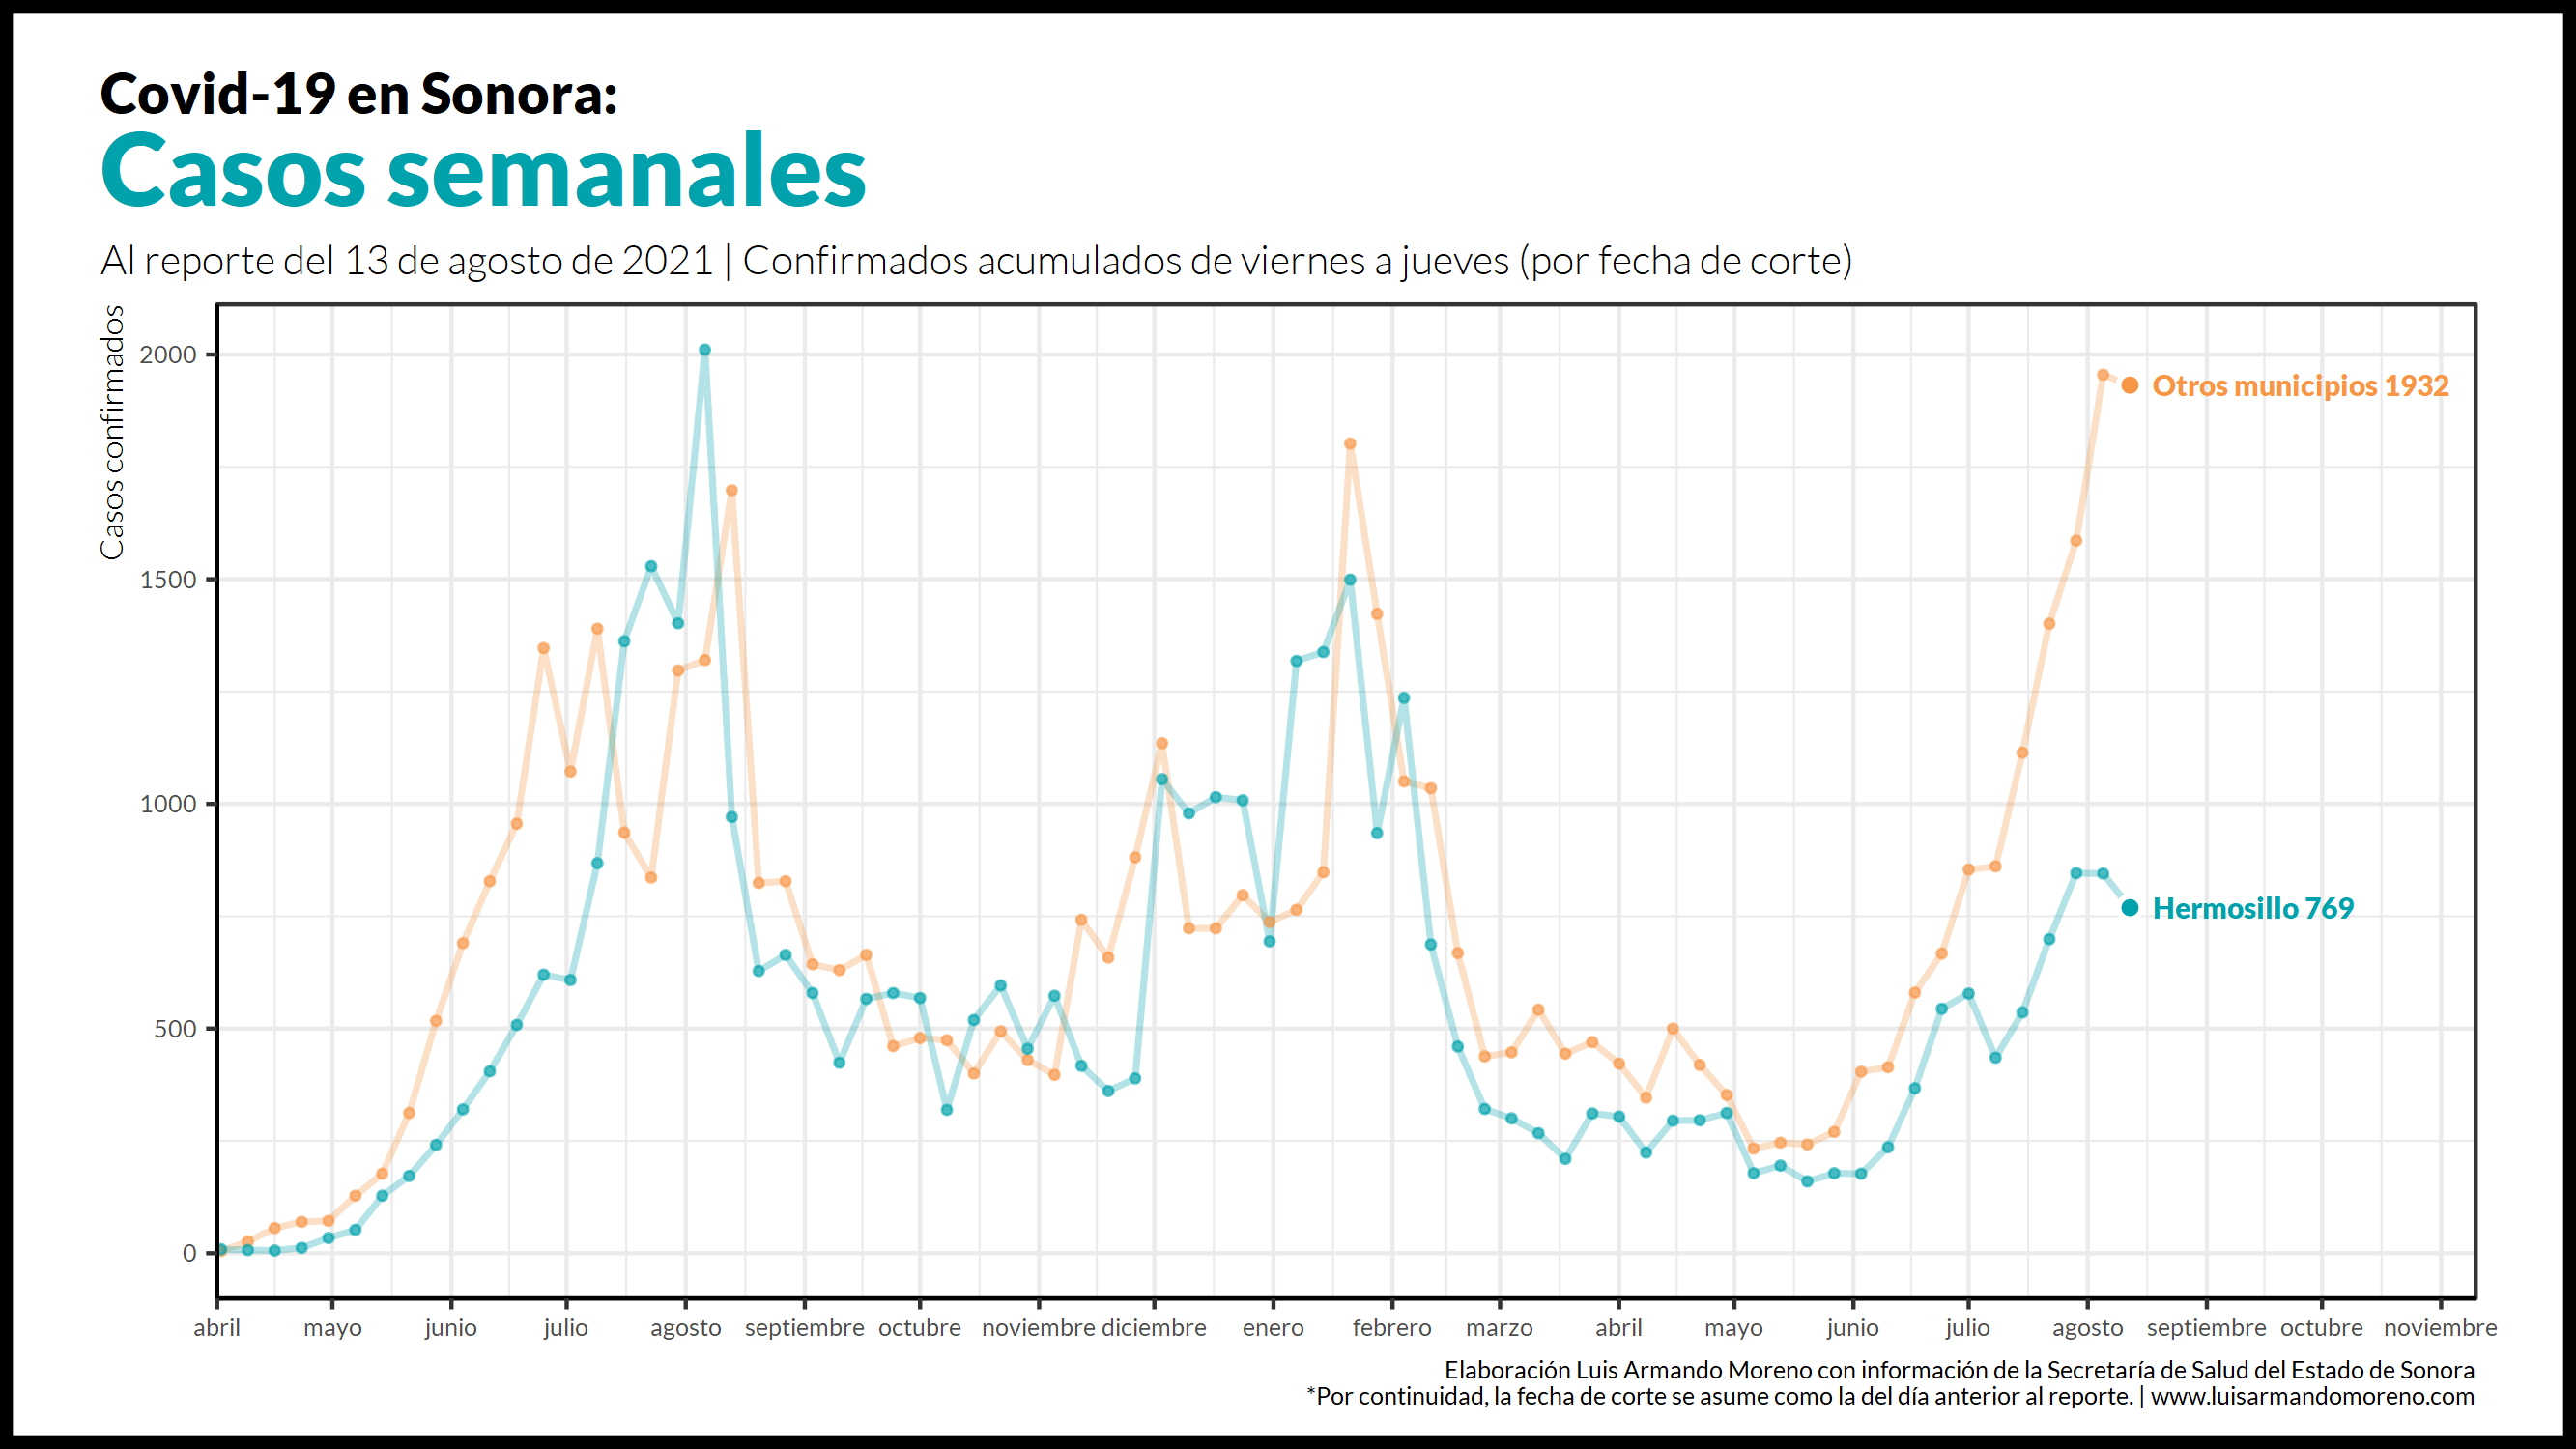 Covid-19 en Sonora:
Casos semanales
Al reporte del 13 de agosto de 2021 | Confirmados acumulados de viernes a jueves (por fecha de corte)
Casos confirmados
2000
1500
1000
500
0
Otros municipios 1932
Hermosillo 769
abril mayo junio julio agosto septiembre octubre noviembre diciembre enero febrero marzo abril mayo junio julio agosto septiembre octubre noviembre
Elaboración Luis Armando Moreno con información de la Secretaría de Salud del Estado de Sonora
*Por continuidad, la fecha de corte se asume como la del día anterior al reporte. | www.luisarmandomoreno.com